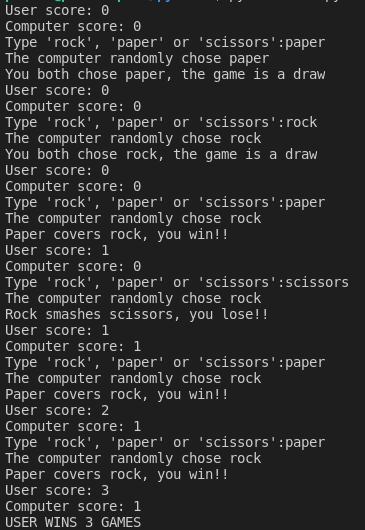 User score: 0
Computer score: 0
Type 'rock', 'paper' or 'scissors':paper
The computer randomly chose paper
You both chose paper, the game is a draw
User score: 0
Computer score: 0
Type 'rock', 'paper' or 'scissors':rock
The computer randomly chose rock
You both chose rock, the game is a draw
User score: 0
Computer score: 0
Type 'rock', 'paper' or 'scissors':paper
The computer randomly chose rock
Paper covers rock, you win!!
User score: 1
Computer score: 0
Type 'rock', 'paper' or 'scissors':scissors
The computer randomly chose rock
Rock smashes scissors, you lose!!
User score: 1
Computer score: 1
Type 'rock', 'paper' or 'scissors':paper
The computer randomly chose rock
Paper covers rock, you win!!
User score: 2
Computer score: 1
Type 'rock', 'paper' or 'scissors':paper
The computer randomly chose rock
Paper covers rock, you win!!
User score: 3
Computer score: 1
USER WINS 3 GAMES